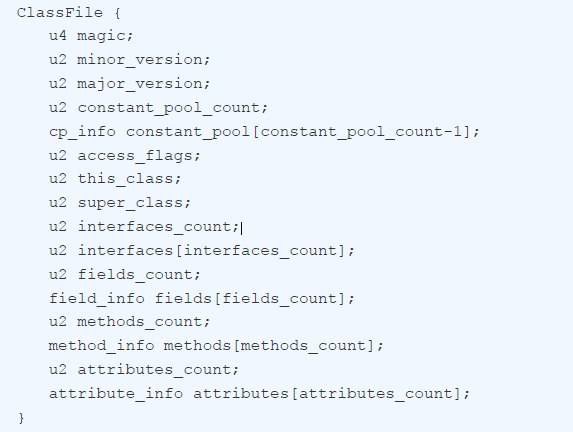 ClassFile {
u4 magic;
u2 minor_version;
u2 major_version;
u2 constant_pool_count;
cp_info constant_pool[constant_pool_count-1];
u2 access_flags;
u2 this_class;
u2 super_class;
u2 interfaces_count;
u2 interfaces[interfaces_count];
u2 fields_count;
field_info fields[fields_count];
u2 methods_count;
method_info methods[methods_count];
u2 attributes_count;
attribute_info attributes[attributes_count];
}